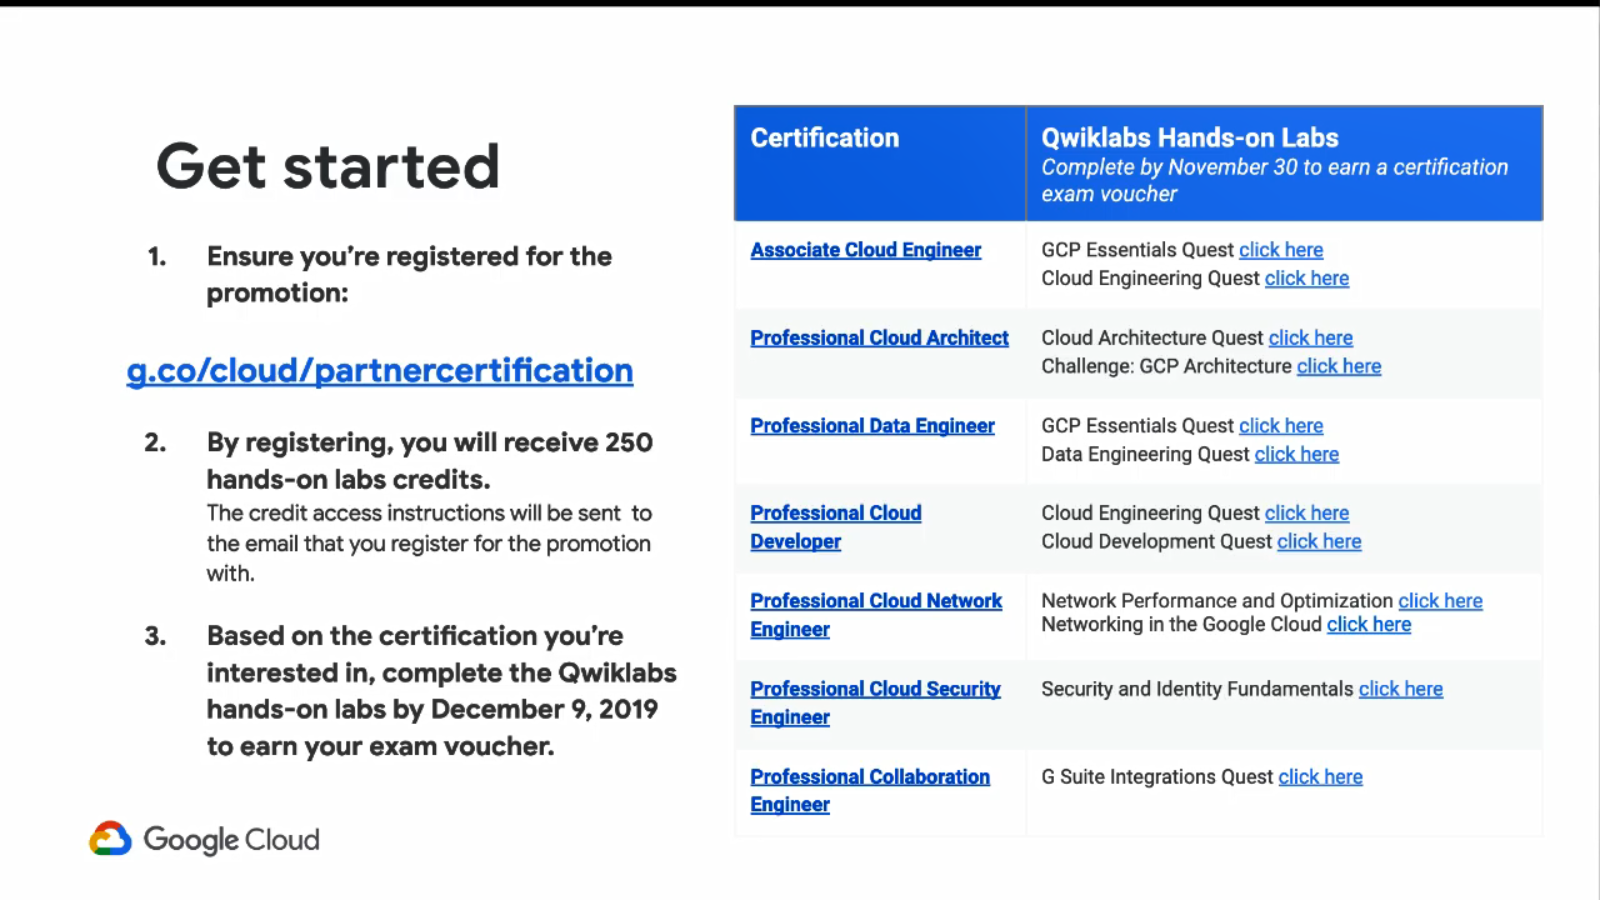 Get started
1. Ensure you're registered for the
promotion:
g.co/cloud/partnercertification
2. By registering, you will receive 250
hands-on labs credits.
The credit access instructions will be sent to
the email that you register for the promotion
with.
3. Based on the certification you're
interested in, complete the Qwiklabs
hands-on labs by December 9, 2019
to earn your exam voucher.
Google Cloud
Certification
Qwiklabs Hands-on Labs
Complete by November 30 to earn a certification
exam voucher
Associate Cloud Engineer
GCP Essentials Quest click here
Cloud Engineering Quest click here
Professional Cloud Architect
Cloud Architecture Quest click here
Challenge: GCP Architecture click here
Professional Data Engineer
GCP Essentials Quest click here
Data Engineering Quest click here
Professional Cloud
Developer
Cloud Engineering Quest click here
Cloud Development Quest click here
Professional Cloud Network
Engineer
Network Performance and Optimization click here
Networking in the Google Cloud click here
Professional Cloud Security
Engineer
Security and Identity Fundamentals click here
Professional Collaboration
Engineer
G Suite Integrations Quest click here